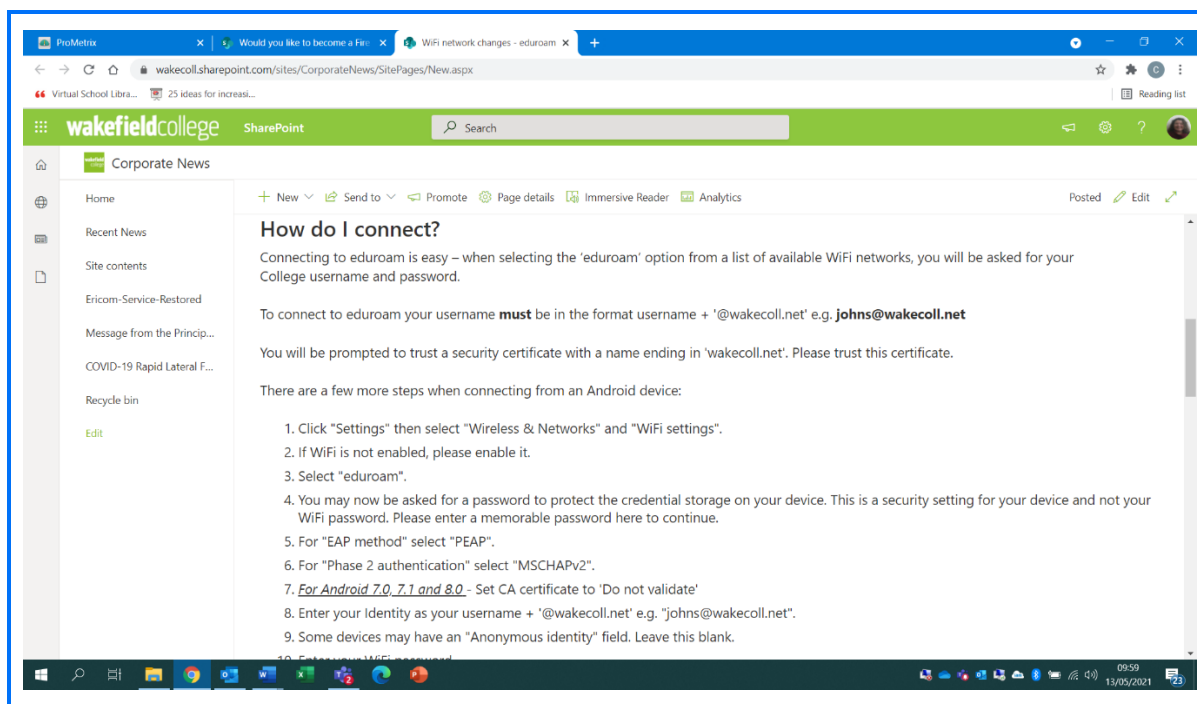 ProMetrix
Would you like to become a Fire
WiFi network changes - eduroam
wakecoll.sharepoint.com/sites/CorporateNews/SitePages/New.aspx
C
Virtual School Libra...
25 ideas for increasi...
Reading list
wakefieldcollege
SharePoint
Search
?
Corporate News
Home
Recent News
Site contents
Ericom-Service-Restored
Message from the Princip...
COVID-19 Rapid Lateral F...
Recycle bin
Edit
New
Send to
Promote
Page details
Immersive Reader
Analytics
Posted
Edit
How do I connect?
Connecting to eduroam is easy – when selecting the 'eduroam' option from a list of available WiFi networks, you will be asked for your
College username and password.
To connect to eduroam your username must be in the format username + '@wakecoll.net' e.g. johns@wakecoll.net
You will be prompted to trust a security certificate with a name ending in 'wakecoll.net'. Please trust this certificate.
There are a few more steps when connecting from an Android device:
1. Click "Settings" then select "Wireless & Networks" and "WiFi settings".
2. If WiFi is not enabled, please enable it.
3. Select "eduroam".
4. You may now be asked for a password to protect the credential storage on your device. This is a security setting for your device and not your
WiFi password. Please enter a memorable password here to continue.
5. For "EAP method" select "PEAP".
6. For "Phase 2 authentication" select "MSCHAPv2".
7. For Android 7.0, 7.1 and 8.0 - Set CA certificate to 'Do not validate'
8. Enter your Identity as your username + '@wakecoll.net' e.g. "johns@wakecoll.net".
9. Some devices may have an "Anonymous identity" field. Leave this blank.
10. Enter your WiFi password
09:59
13/05/2021
23